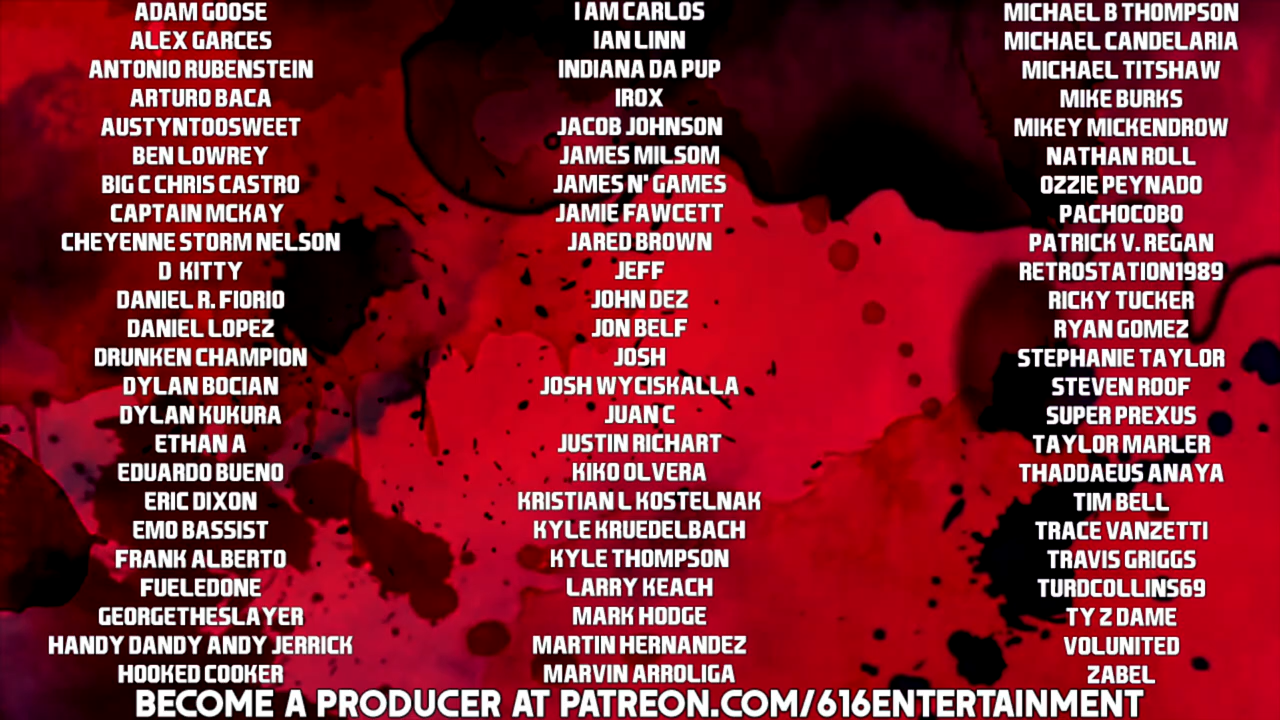 ADAM GOOSE
ALEX GARCES
ANTONIO RUBENSTEIN
ARTURO BACA
AUSTYNTOOSWEET
BEN LOWREY
BIG C CHRIS CASTRO
CAPTAIN MCKAY
CHEYENNE STORM NELSON
D KITTY
DANIEL R. FIORIO
DANIEL LOPEZ
DRUNKEN CHAMPION
DYLAN BOCIAN
DYLAN KUKURA
ETHAN A
EDUARDO BUENO
ERIC DIXON
EMO BASSIST
FRANK ALBERTO
FUELEDONE
GEORGETHESLAYER
HANDY DANDY ANDY JERRICK
HOOKED COOKER
I AM CARLOS
IAN LINN
INDIANA DA PUP
IROX
JACOB JOHNSON
JAMES MILSOM
JAMES N' GAMES
JAMIE FAWCETT
JARED BROWN
JEFF
JOHN DEZ
JON BELF
JOSH
JOSH WYCISKALLA
JUAN C
JUSTIN RICHART
KIKO OLVERA
KRISTIAN L KOSTELNAK
KYLE KRUEDELBACH
KYLE THOMPSON
LARRY KEACH
MARK HODGE
MARTIN HERNANDEZ
MARVIN ARROLIGA
MICHAEL B THOMPSON
MICHAEL CANDELARIA
MICHAEL TITSHAW
MIKE BURKS
MIKEY MICKENDROW
NATHAN ROLL
OZZIE PEYNADO
PACHOCOBO
PATRICK V. REGAN
RETROSTATION1989
RICKY TUCKER
RYAN GOMEZ
STEPHANIE TAYLOR
STEVEN ROOF
SUPER PREXUS
TAYLOR MARLER
THADDAEUS ANAYA
TIM BELL
TRACE VANZETTI
TRAVIS GRIGGS
TURDCOLLINS69
TY Z DAME
VOLUNITED
ZABEL
BECOME A PRODUCER AT PATREON.COM/616ENTERTAINMENT